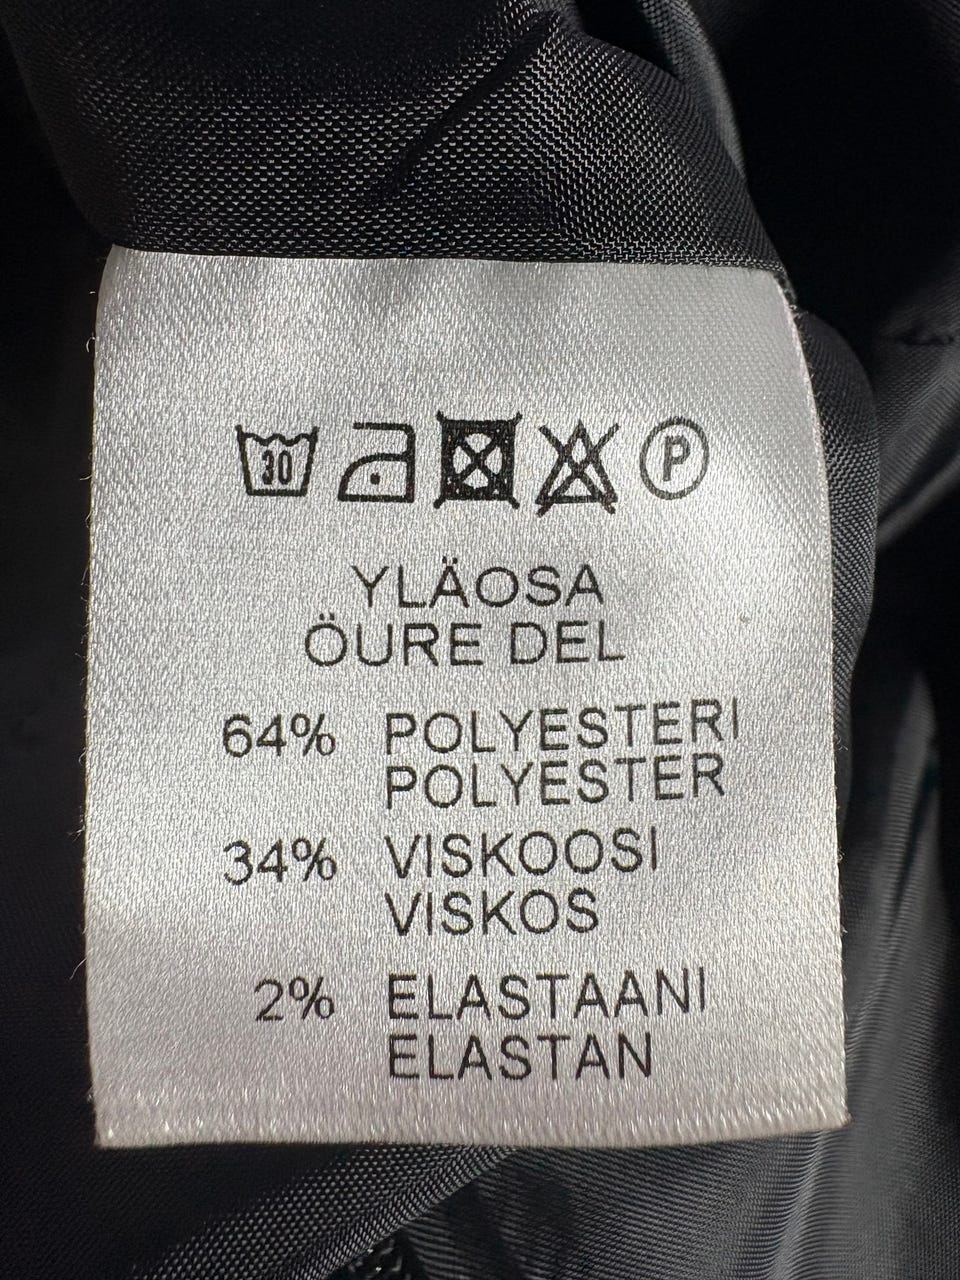 30 P
YLÄOSA
ÖURE DEL
64% POLYESTERI
POLYESTER
34% VISKOOSI
VISKOS
2% ELASTAANI
ELASTAN